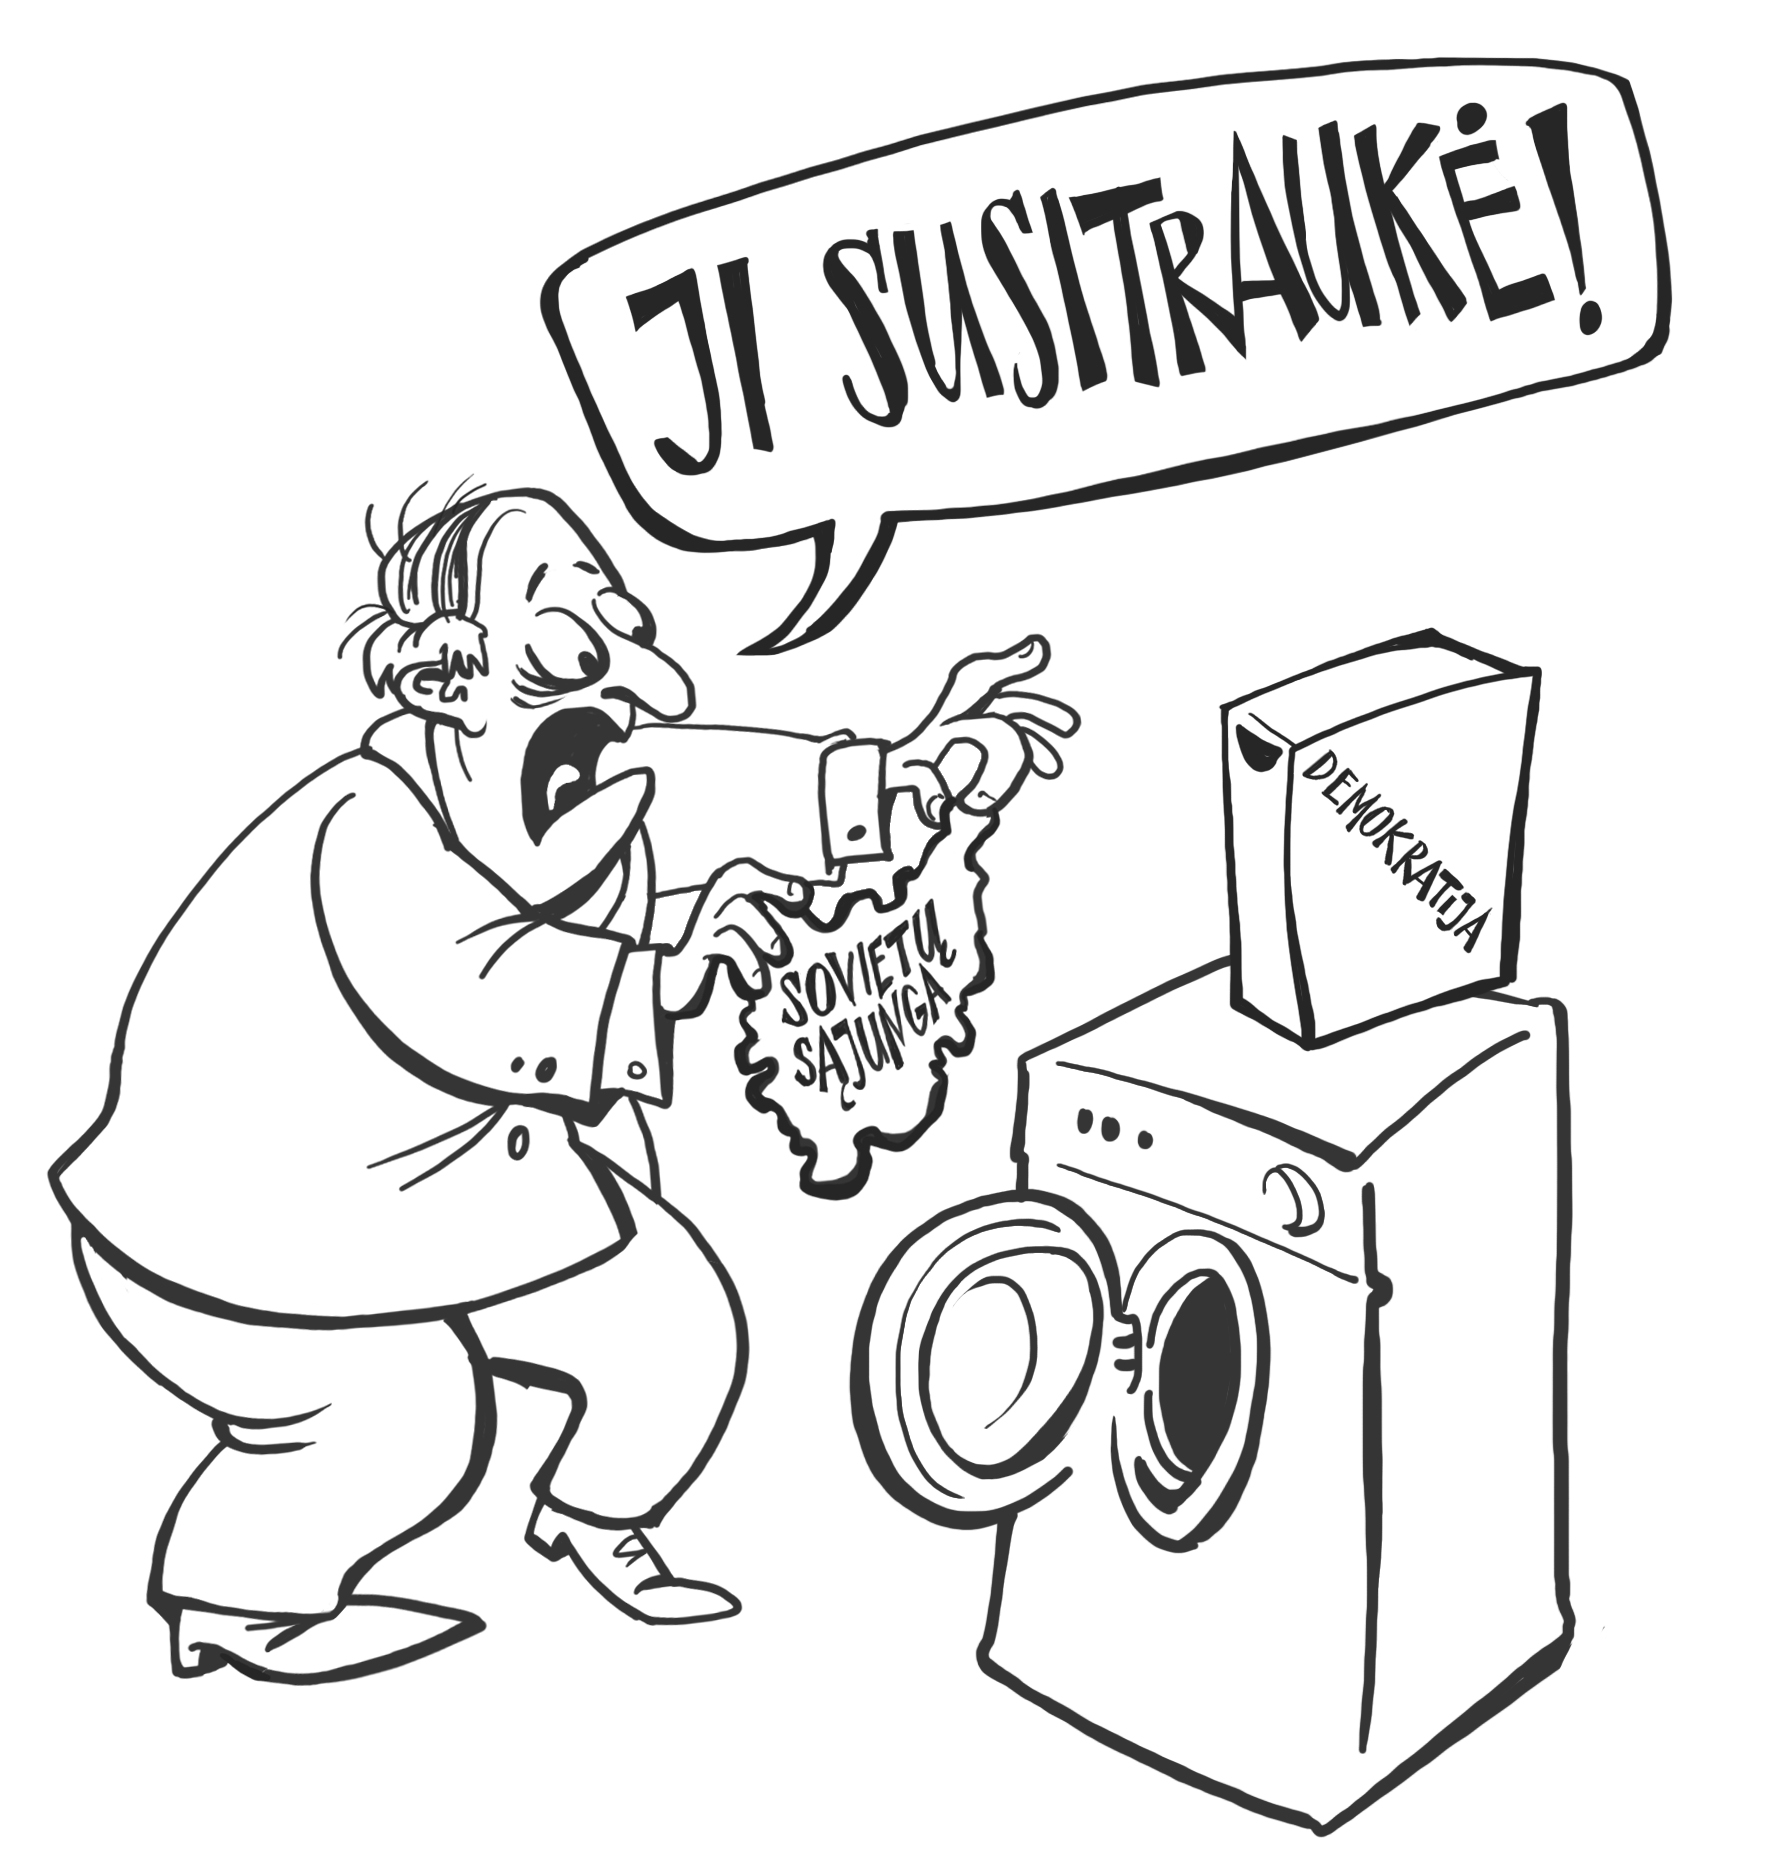 JI SUSITRAUKĖ!
DEMOKRATIJA
SOVIETŲ
SĄJUNGA